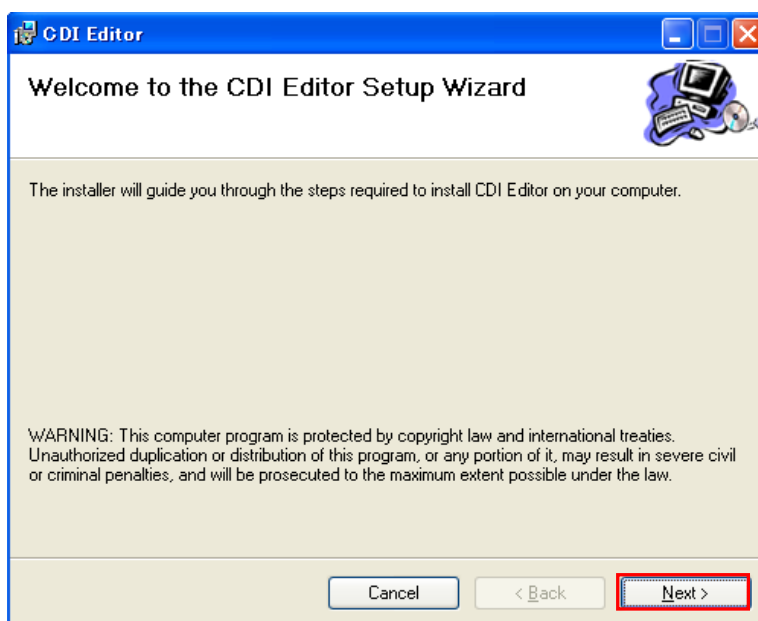 CDI Editor
Welcome to the CDI Editor Setup Wizard
The installer will guide you through the steps required to install CDI Editor on your computer.
WARNING: This computer program is protected by copyright law and international treaties.
Unauthorized duplication or distribution of this program, or any portion of it, may result in severe civil
or criminal penalties, and will be prosecuted to the maximum extent possible under the law.
Cancel
< Back
Next >